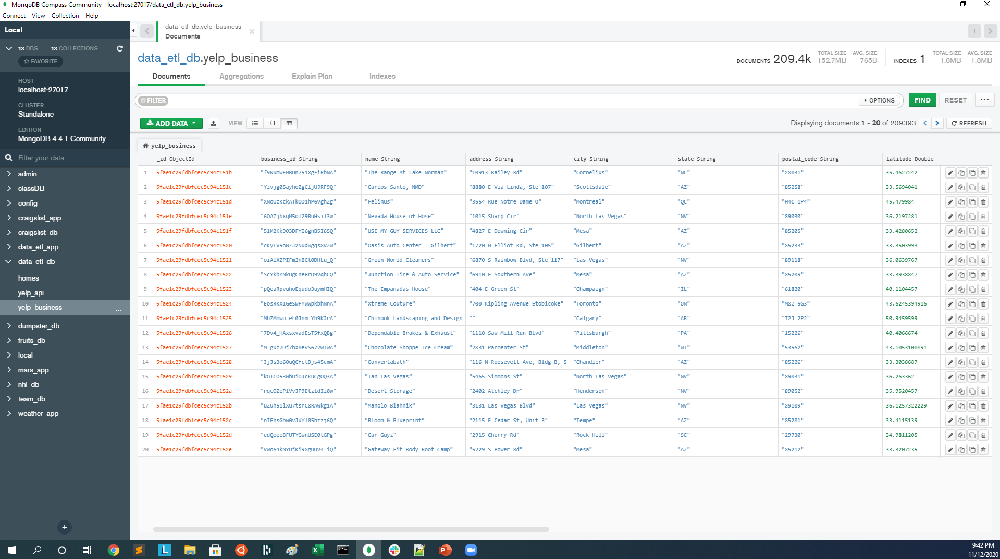 MongoDB Compass Community - localhost:27017/data_etl_db.yelp_business
Connect View Collection Help
Local
13 DBS 13 COLLECTIONS
FAVORITE
HOST
localhost:27017
CLUSTER
Standalone
EDITION
MongoDB 4.4.1 Community
Filter your data
admin
classDB
config
craigslist_app
craigslist_db
data_etl_app
data_etl_db
homes
yelp_api
yelp_business ...
dumpster_db
fruits_db
local
mars_app
nhl_db
team_db
weather_app
data_etl_db.yelp_business
Documents
data_etl_db.yelp_business
DOCUMENTS 209.4k TOTAL SIZE 152.7MB AVG. SIZE 765B INDEXES 1 TOTAL SIZE 1.8MB AVG. SIZE 1.8MB
Documents Aggregations Explain Plan Indexes
FILTER OPTIONS FIND RESET ...
ADD DATA VIEW {} Displaying documents 1 - 20 of 209393 < > REFRESH
yelp_business
_id ObjectId business_id String name String address String city String state String postal_code String latitude Double
1 5fae1c29fdbfcec5c94c151b "f9NumwFMBDn751xgFiRbNA" "The Range At Lake Norman" "10913 Bailey Rd" "Cornelius" "NC" "28031" 35.4627242
2 5fae1c29fdbfcec5c94c151c "Yzvjg0SayhoZgCljUJRF9Q" "Carlos Santo, NMD" "8880 E Via Linda, Ste 107" "Scottsdale" "AZ" "85258" 33.5694041
3 5fae1c29fdbfcec5c94c151d "XNoUzKckATkOD1hP6vghZg" "Felinus" "3554 Rue Notre-Dame O" "Montreal" "QC" "H4C 1P4" 45.479984
4 5fae1c29fdbfcec5c94c151e "6OAZjbxqM5ol29BuHsil3w" "Nevada House of Hose" "1015 Sharp Cir" "North Las Vegas" "NV" "89030" 36.2197281
5 5fae1c29fdbfcec5c94c151f "51M2Kk903DFYI6gnB5I6SQ" "USE MY GUY SERVICES LLC" "4827 E Downing Cir" "Mesa" "AZ" "85205" 33.4280652
6 5fae1c29fdbfcec5c94c1520 "cKyLV5oWZJ2NudWgqs8VZw" "Oasis Auto Center - Gilbert" "1720 W Elliot Rd, Ste 105" "Gilbert" "AZ" "85233" 33.3503993
7 5fae1c29fdbfcec5c94c1521 "oiAlXZPIFm2nBCt0DHLu_Q" "Green World Cleaners" "6870 S Rainbow Blvd, Ste 117" "Las Vegas" "NV" "89118" 36.0639767
8 5fae1c29fdbfcec5c94c1522 "ScYkbYNkDgCneBrD9vqhCQ" "Junction Tire & Auto Service" "6910 E Southern Ave" "Mesa" "AZ" "85209" 33.3938847
9 5fae1c29fdbfcec5c94c1523 "pQeaRpvuhoEqudo3uymHIQ" "The Empanadas House" "404 E Green St" "Champaign" "IL" "61820" 40.1104457
10 5fae1c29fdbfcec5c94c1524 "EosRKXIGeSWFYWwpkbhNnA" "Xtreme Couture" "700 Kipling Avenue Etobicoke" "Toronto" "ON" "M8Z 5G3" 43.6245394916
11 5fae1c29fdbfcec5c94c1525 "MbZMmwo-eL0Jnm_Yb9KJrA" "Chinook Landscaping and Design "" "Calgary" "AB" "T2J 2P2" 50.9459599
12 5fae1c29fdbfcec5c94c1526 "7Dv4_HAxsxvadEsT5fxQBg" "Dependable Brakes & Exhaust" "1110 Saw Mill Run Blvd" "Pittsburgh" "PA" "15226" 40.4066674
13 5fae1c29fdbfcec5c94c1527 "M_guz7Dj7hX0evS672wIwA" "Chocolate Shoppe Ice Cream" "2831 Parmenter St" "Middleton" "WI" "53562" 43.1053100891
14 5fae1c29fdbfcec5c94c1528 "JjJs3o60uQCfctDjs45cmA" "Convertabath" "116 N Roosevelt Ave, Bldg B, S "Chandler" "AZ" "85226" 33.3038687
15 5fae1c29fdbfcec5c94c1529 "kOICO53wbOiOJcKuCgOQ3A" "Tan Las Vegas" "5465 Simmons St" "North Las Vegas" "NV" "89031" 36.263362
16 5fae1c29fdbfcec5c94c152a "rqcOZePlVvJP9EtzldIz0w" "Desert Storage" "2402 Atchley Dr" "Henderson" "NV" "89052" 35.9520457
17 5fae1c29fdbfcec5c94c152b "uZuh51lXu7tsrC8RAwkg1A" "Manolo Blahnik" "3131 Las Vegas Blvd" "Las Vegas" "NV" "89109" 36.1257322229
18 5fae1c29fdbfcec5c94c152c "nIEhsGbw0vJuYl05bzzj6Q" "Bloom & Blueprint" "2115 E Cedar St, Unit 3" "Tempe" "AZ" "85281" 33.4115139
19 5fae1c29fdbfcec5c94c152d "edQoeeBFUTYGwnUSE0tGPg" "Car Guyz" "2915 Cherry Rd" "Rock Hill" "SC" "29730" 34.9811205
20 5fae1c29fdbfcec5c94c152e "Vwo64kNYDjKi98gUUv4-iQ" "Gateway Fit Body Boot Camp" "5229 S Power Rd" "Mesa" "AZ" "85212" 33.3207235
9:42 PM
11/12/2020